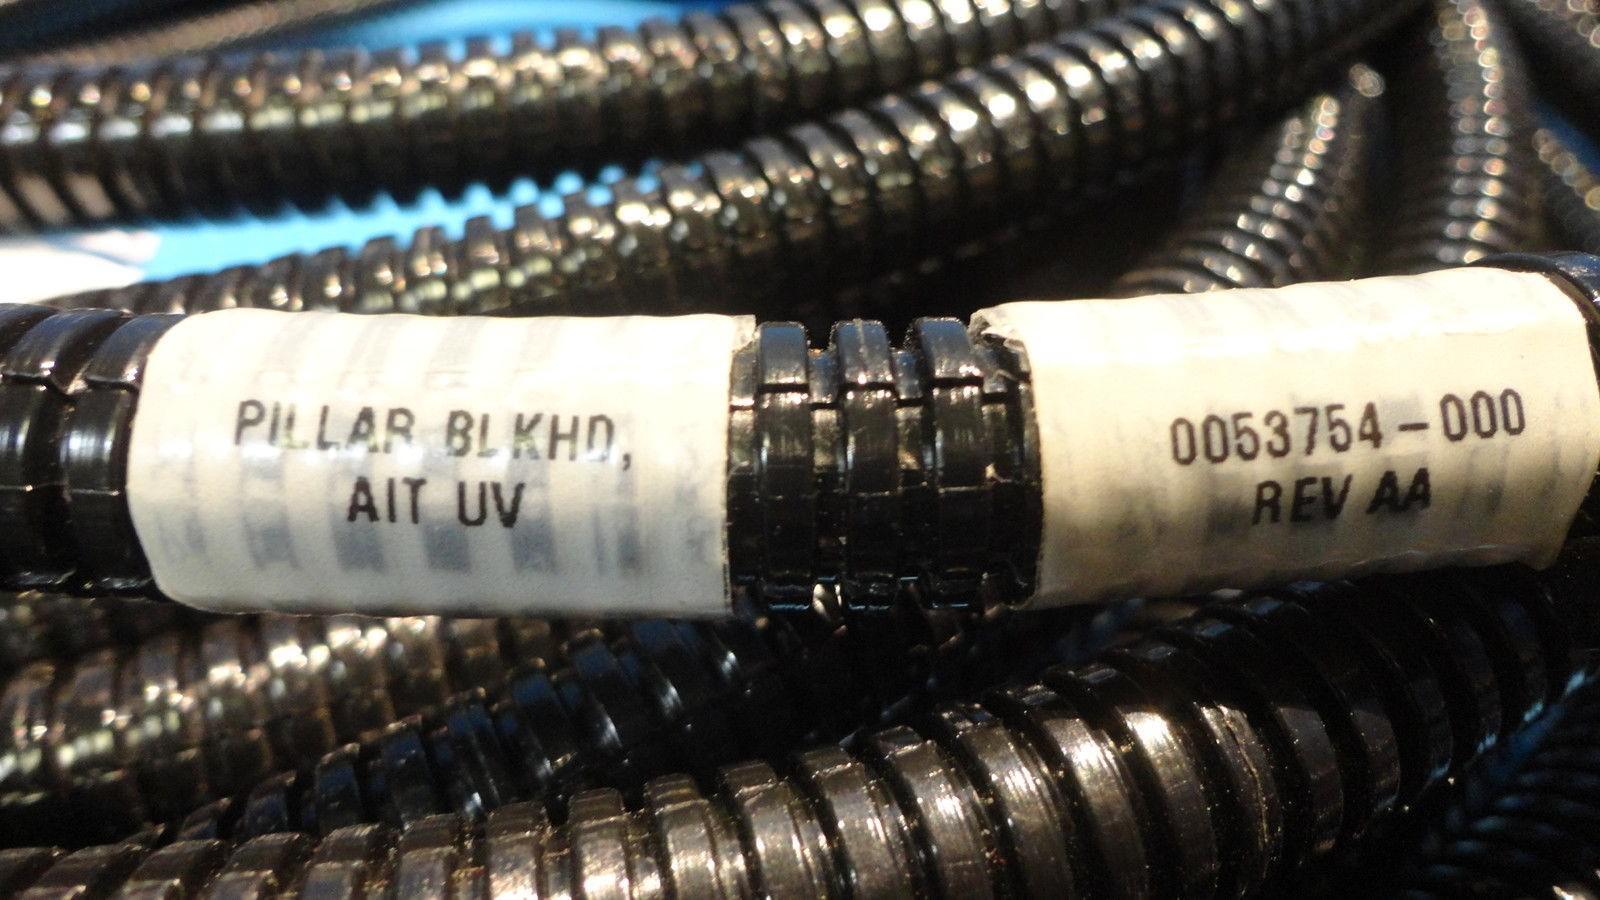 PILLAR BLKHD,
AIT UV
0053754-000
REV AA